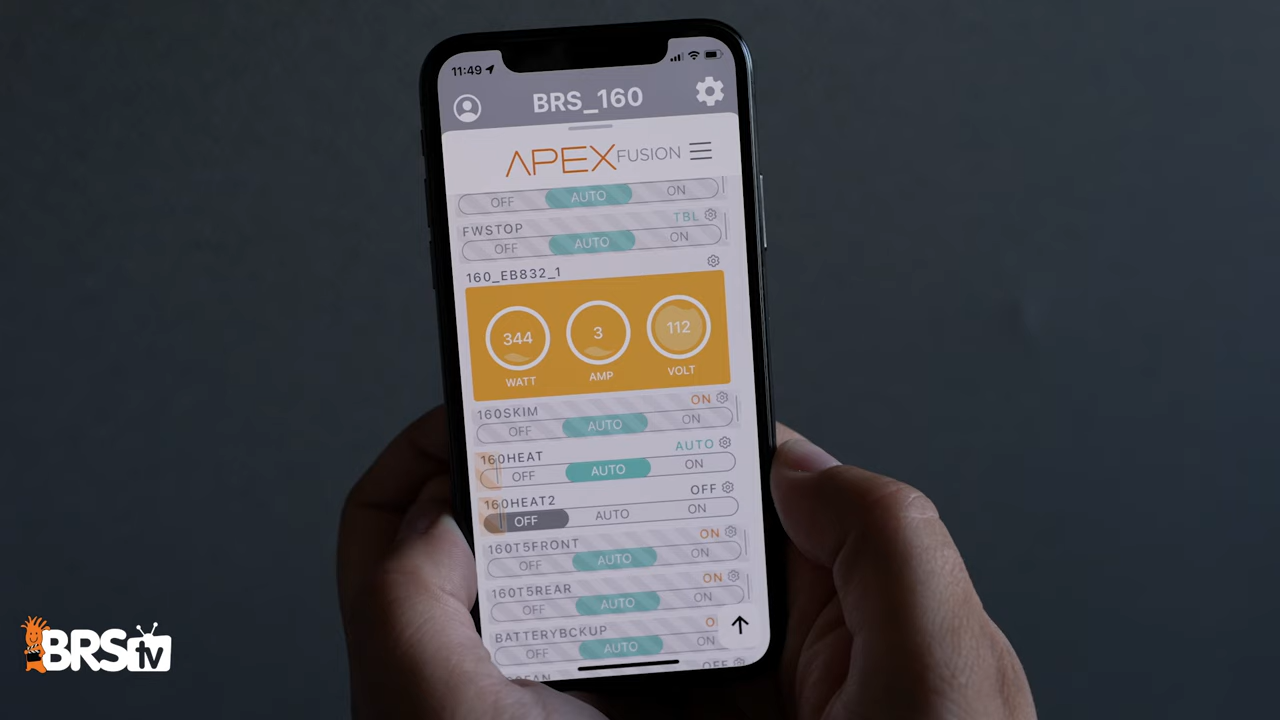 11:49
BRS_160
APEX FUSION
OFF AUTO ON
FWSTOP TBL
OFF AUTO ON
160_EB832_1
344 3 112
WATT AMP VOLT
160SKIM ON
OFF AUTO ON
160HEAT AUTO
OFF AUTO ON
160HEAT2 OFF
OFF AUTO ON
160T5FRONT ON
OFF AUTO ON
160T5REAR ON
OFF AUTO ON
BATTERYBCKUP
OFF AUTO ON
OFF
BRStv